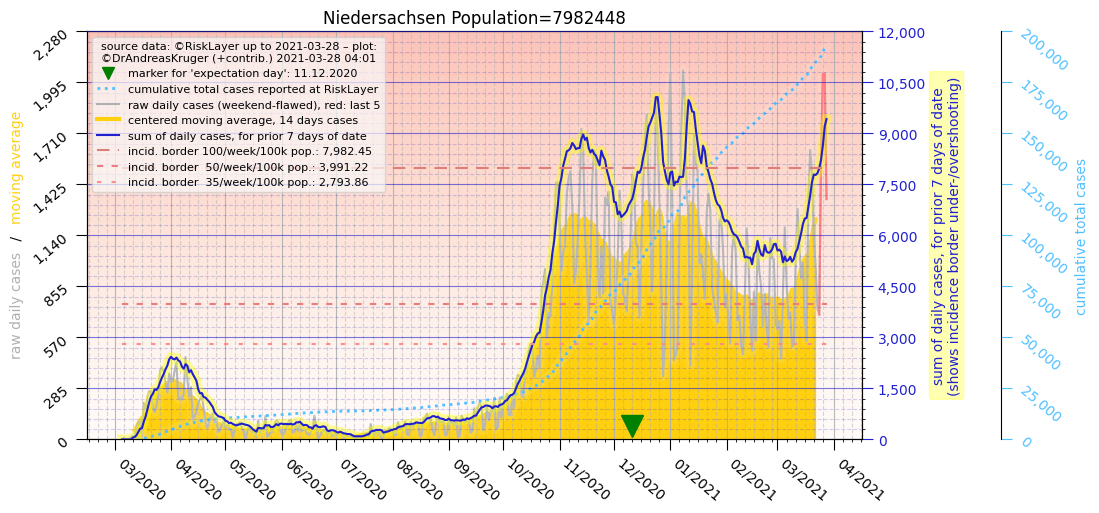 Niedersachsen Population=7982448
source data: ©RiskLayer up to 2021-03-28 – plot:
©DrAndreasKruger (+contrib.) 2021-03-28 04:01
marker for 'expectation day': 11.12.2020
cumulative total cases reported at RiskLayer
raw daily cases (weekend-flawed), red: last 5
centered moving average, 14 days cases
sum of daily cases, for prior 7 days of date
incid. border 100/week/100k pop.: 7,982.45
incid. border  50/week/100k pop.: 3,991.22
incid. border  35/week/100k pop.: 2,793.86
raw daily cases / moving average
2,280
1,995
1,710
1,425
1,140
855
570
285
0
03/2020
04/2020
05/2020
06/2020
07/2020
08/2020
09/2020
10/2020
11/2020
12/2020
01/2021
02/2021
03/2021
04/2021
12,000
10,500
9,000
7,500
6,000
4,500
3,000
1,500
0
sum of daily cases, for prior 7 days of date
(shows incidence border under-/overshooting)
200,000
175,000
150,000
125,000
100,000
75,000
50,000
25,000
0
cumulative total cases